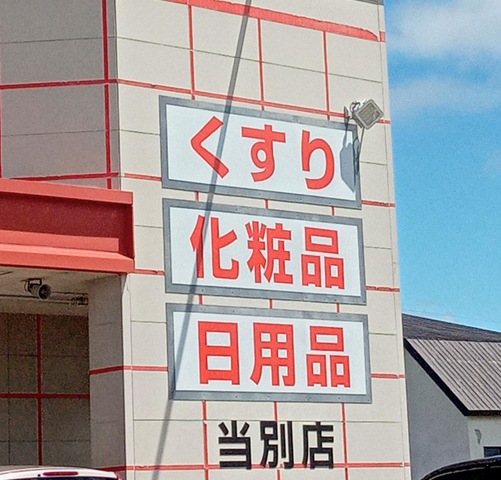 くすり
化粧品
日用品
当別店